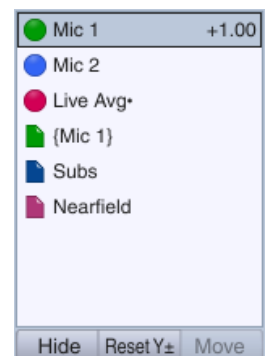 Mic 1 +1.00
Mic 2
Live Avg•
{Mic 1}
Subs
Nearfield
Hide Reset Y± Move